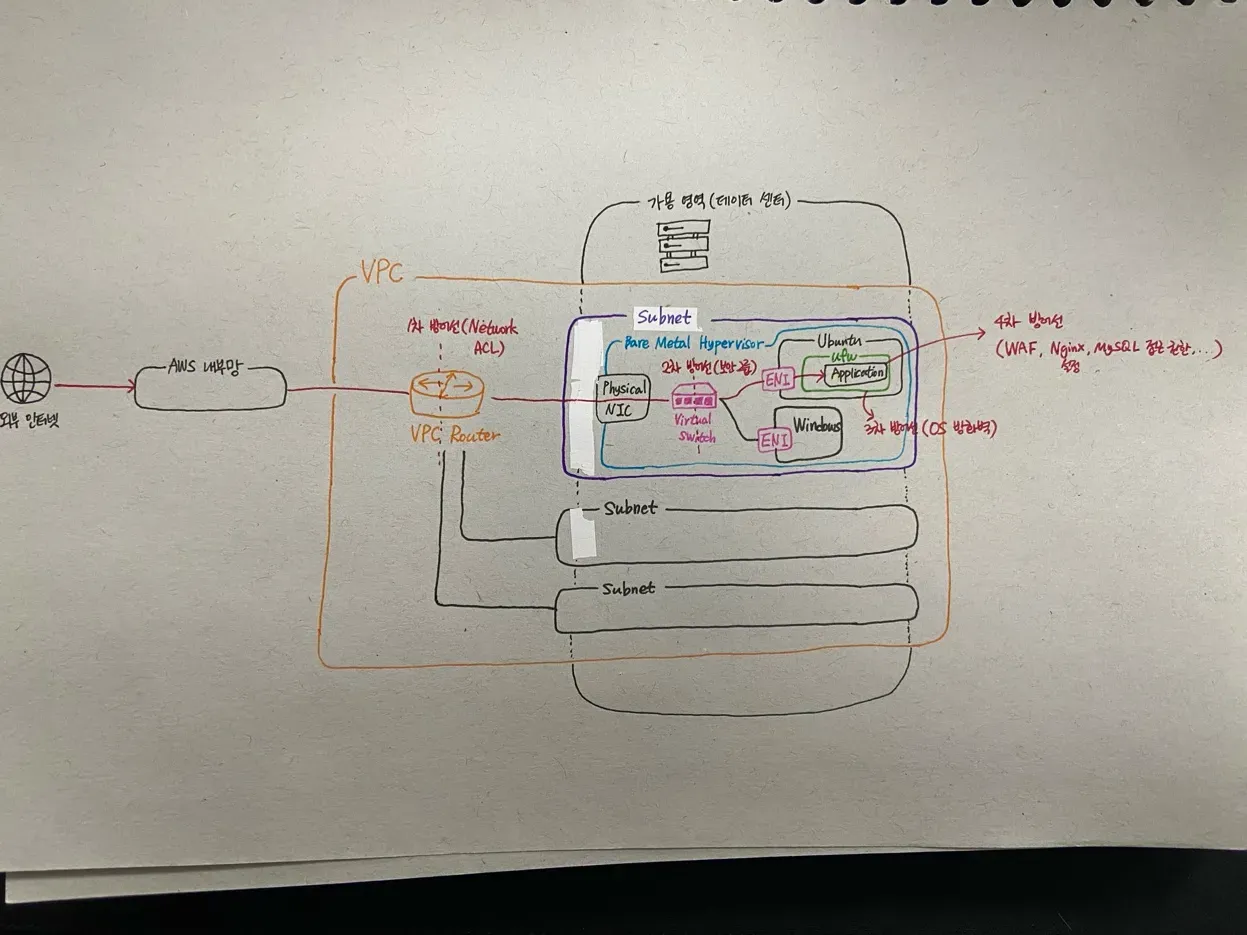 가용 영역(데이터 센터)
VPC
1차 방어선(Network
ACL)
Subnet
Bare Metal Hypervisor
Ubuntu
ufw
Application
4차 방어선
(WAF, Nginx, MySQL 접근 권한,...)
설정
AWS 내부망
외부 인터넷
VPC Router
Physical
NIC
2차 방어선(보안그룹)
Virtual
Switch
ENI
ENI
Windows
3차 방어선(OS 방화벽)
Subnet
Subnet